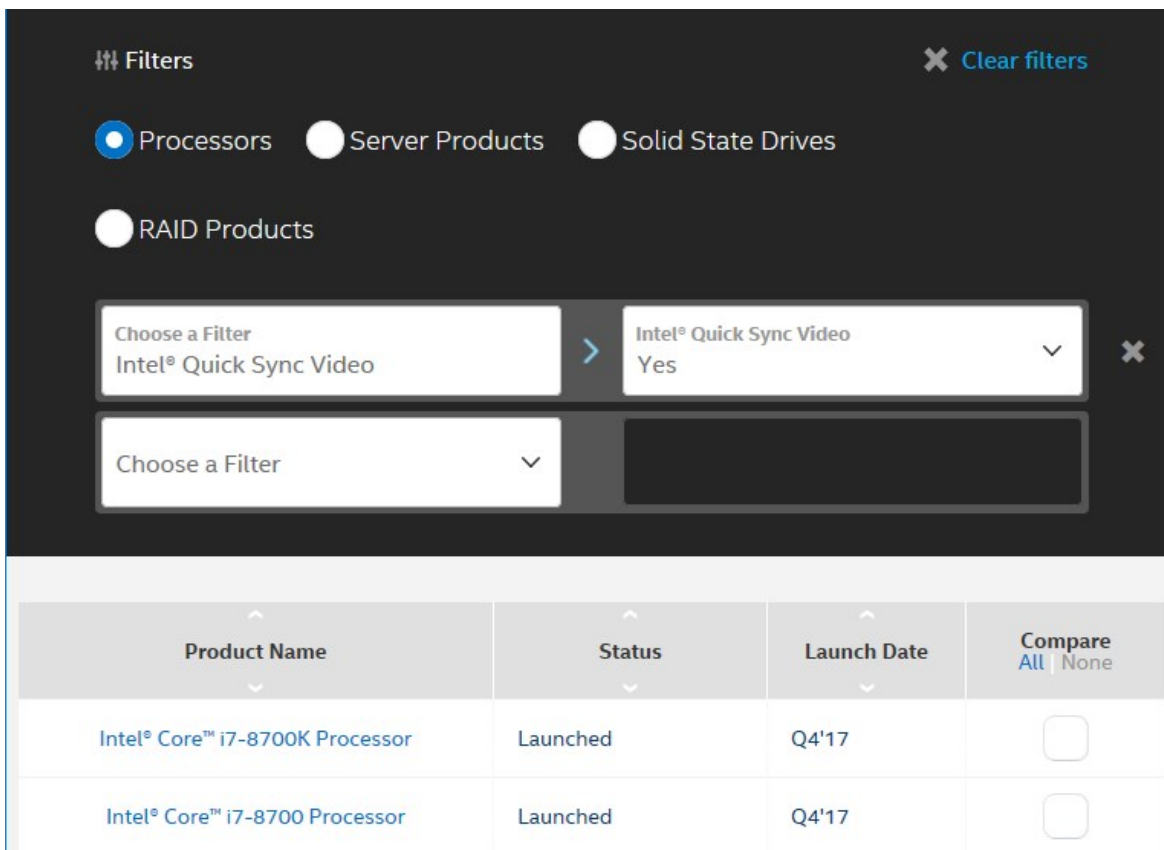 Filters
Clear filters
Processors Server Products Solid State Drives
RAID Products
Choose a Filter
Intel® Quick Sync Video
Intel® Quick Sync Video
Yes
Choose a Filter
Product Name Status Launch Date Compare
All | None
Intel® Core™ i7-8700K Processor Launched Q4'17
Intel® Core™ i7-8700 Processor Launched Q4'17